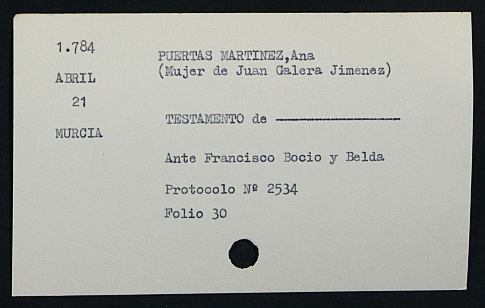 1.784
PUERTAS MARTINEZ,Ana
(Mujer de Juan Galera Jimenez)
ABRIL
21
TESTAMENTO de ------------------
MURCIA
Ante Francisco Bocio y Belda
Protocolo Nº 2534
Folio 30